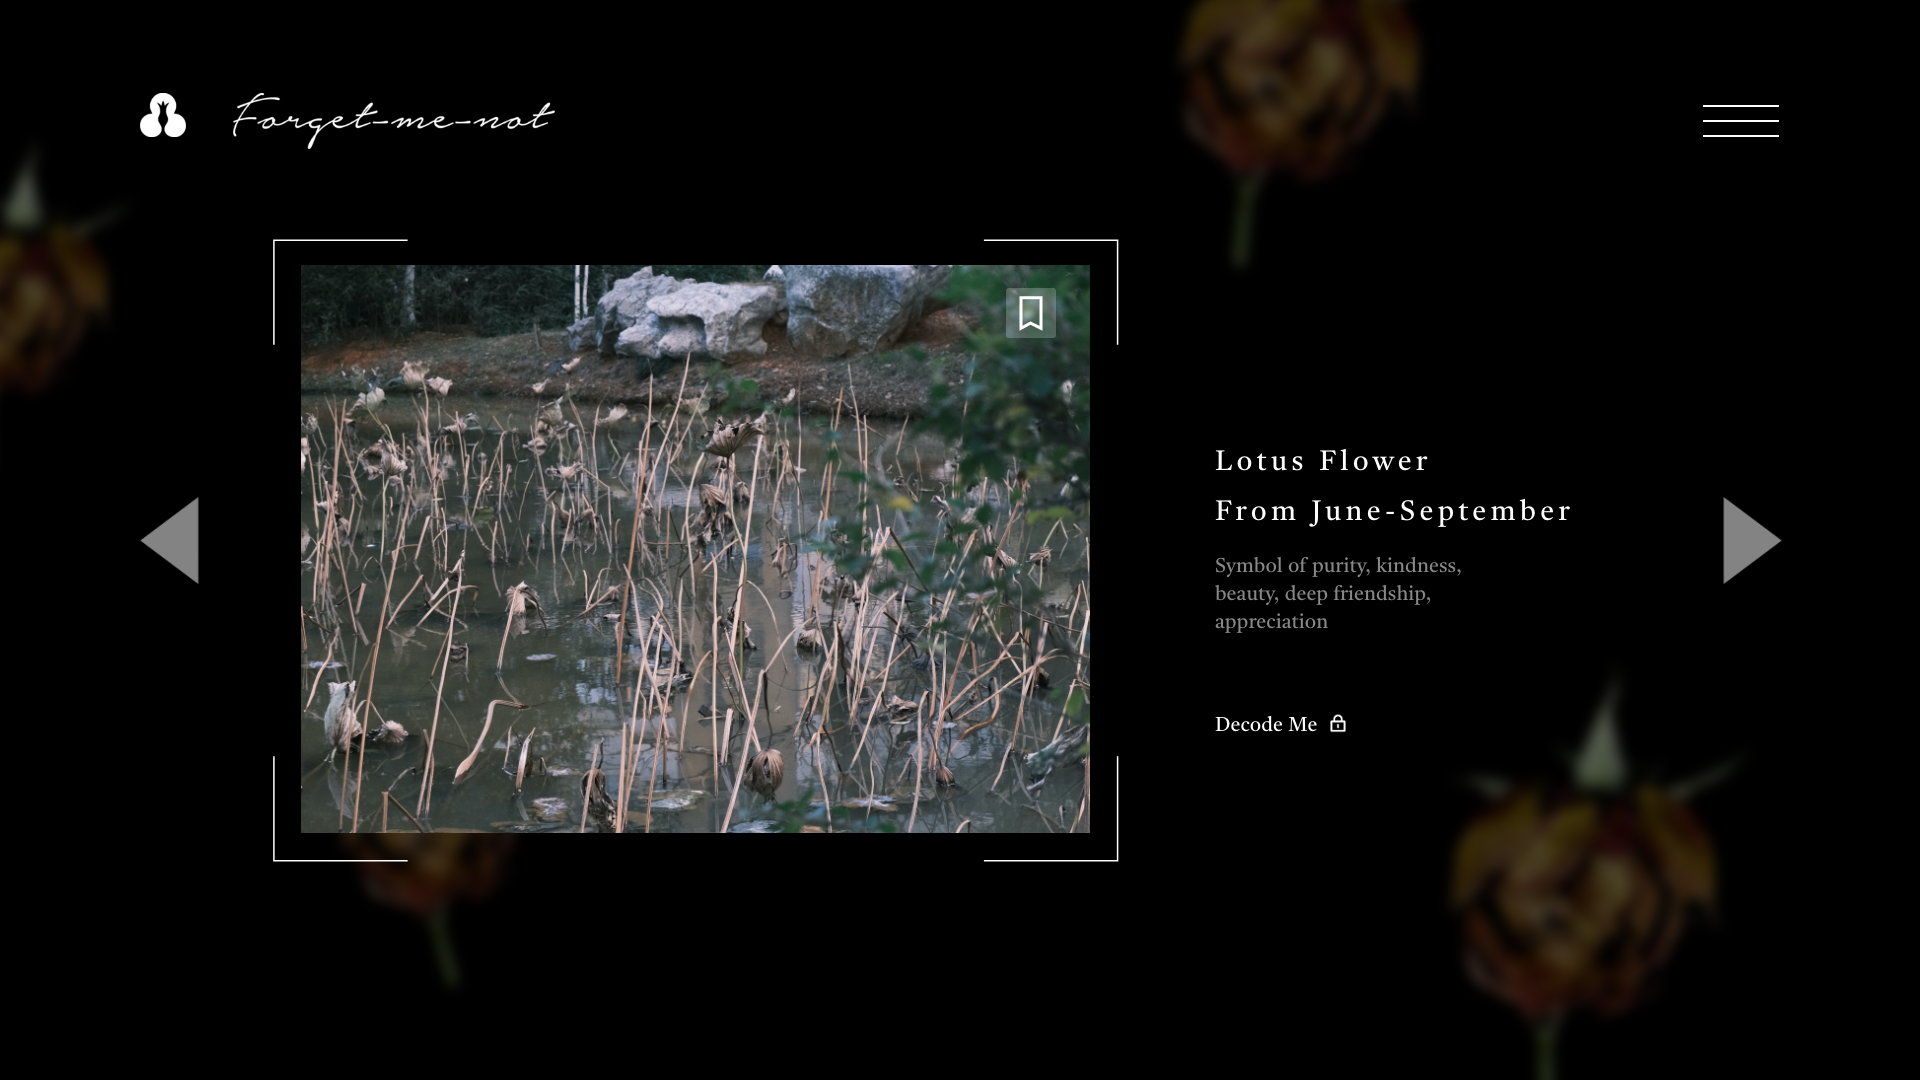 Forget-me-not
Lotus Flower
From June-September
Symbol of purity, kindness,
beauty, deep friendship,
appreciation
Decode Me